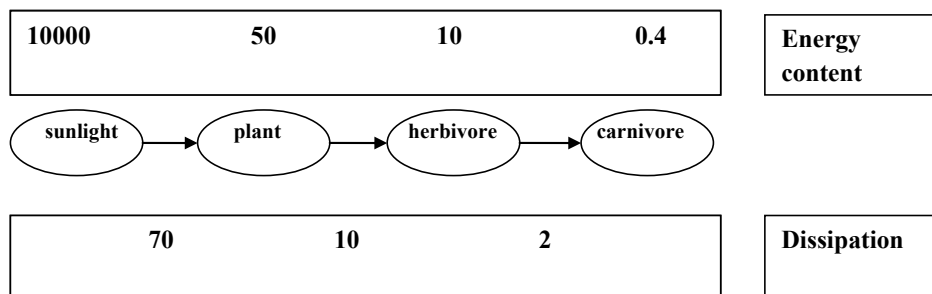 10000 50 10 0.4
Energy
content
sunlight plant herbivore carnivore
70 10 2
Dissipation